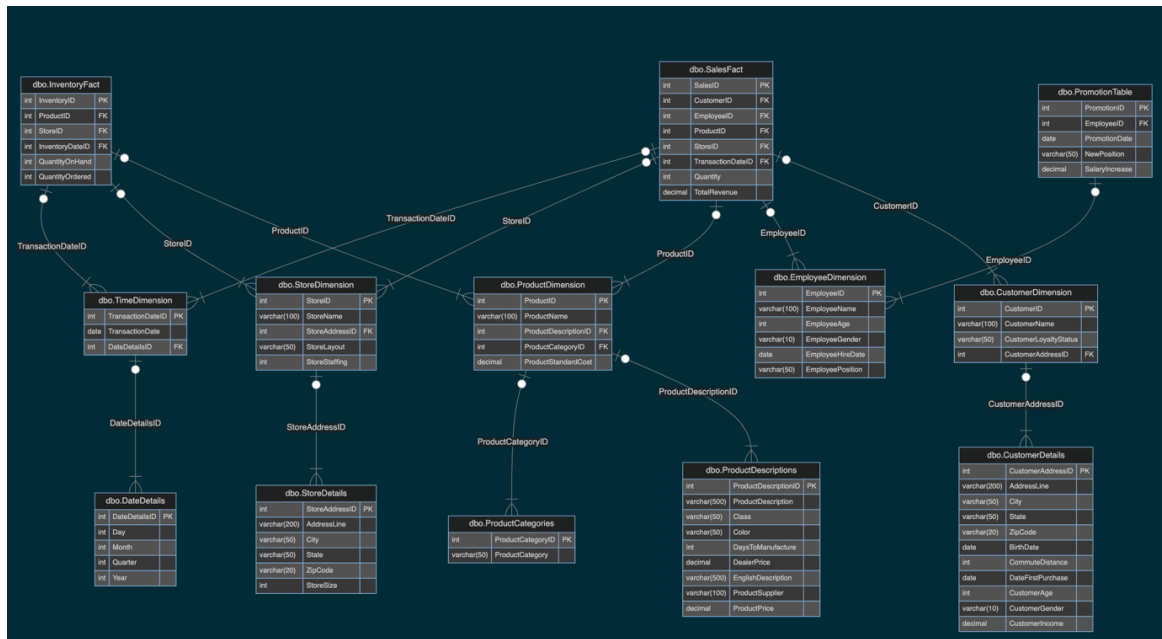 dbo.InventoryFact
int InventoryID PK
int ProductID FK
int StoreID FK
int InventoryDateID FK
int QuantityOnHand
int QuantityOrdered
dbo.SalesFact
int SalesID PK
int CustomerID FK
int EmployeeID FK
int ProductID FK
int StoreID FK
int TransactionDateID FK
int Quantity
decimal TotalRevenue
dbo.PromotionTable
int PromotionID PK
int EmployeeID FK
date PromotionDate
varchar(50) NewPosition
decimal SalaryIncrease
TransactionDateID
StoreID
ProductID
TransactionDateID
StoreID
ProductID
EmployeeID
CustomerID
EmployeeID
dbo.TimeDimension
int TransactionDateID PK
date TransactionDate
int DateDetailsID FK
dbo.StoreDimension
int StoreID PK
varchar(100) StoreName
int StoreAddressID FK
varchar(50) StoreLayout
int StoreStaffing
dbo.ProductDimension
int ProductID PK
varchar(100) ProductName
int ProductDescriptionID FK
int ProductCategoryID FK
decimal ProductStandardCost
dbo.EmployeeDimension
int EmployeeID PK
varchar(100) EmployeeName
int EmployeeAge
varchar(10) EmployeeGender
date EmployeeHireDate
varchar(50) EmployeePosition
dbo.CustomerDimension
int CustomerID PK
varchar(100) CustomerName
varchar(50) CustomerLoyaltyStatus
int CustomerAddressID FK
DateDetailsID
StoreAddressID
ProductCategoryID
ProductDescriptionID
CustomerAddressID
dbo.DateDetails
int DateDetailsID PK
int Day
int Month
int Quarter
int Year
dbo.StoreDetails
int StoreAddressID PK
varchar(200) AddressLine
varchar(50) City
varchar(50) State
varchar(20) ZipCode
int StoreSize
dbo.ProductCategories
int ProductCategoryID PK
varchar(50) ProductCategory
dbo.ProductDescriptions
int ProductDescriptionID PK
varchar(500) ProductDescription
varchar(50) Class
varchar(50) Color
int DaysToManufacture
decimal DealerPrice
varchar(500) EnglishDescription
varchar(100) ProductSupplier
decimal ProductPrice
dbo.CustomerDetails
int CustomerAddressID PK
varchar(200) AddressLine
varchar(50) City
varchar(50) State
varchar(20) ZipCode
date BirthDate
int CommuteDistance
date DateFirstPurchase
int CustomerAge
varchar(10) CustomerGender
decimal CustomerIncome